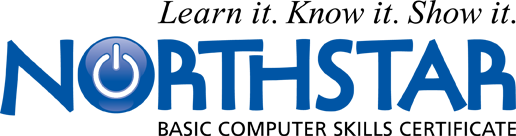 Learn it. Know it. Show it.
NORTHSTAR
BASIC COMPUTER SKILLS CERTIFICATE